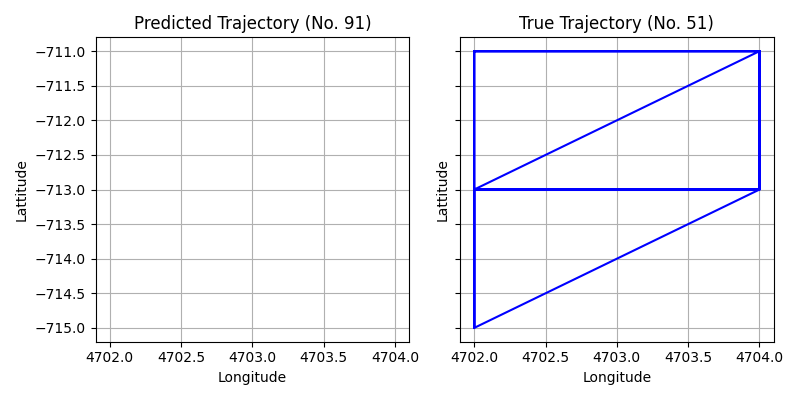 Predicted Trajectory (No. 91)
True Trajectory (No. 51)
Lattitude
−711.0
−711.5
−712.0
−712.5
−713.0
−713.5
−714.0
−714.5
−715.0
4702.0 4702.5 4703.0 4703.5 4704.0
Longitude
Lattitude
4702.0 4702.5 4703.0 4703.5 4704.0
Longitude